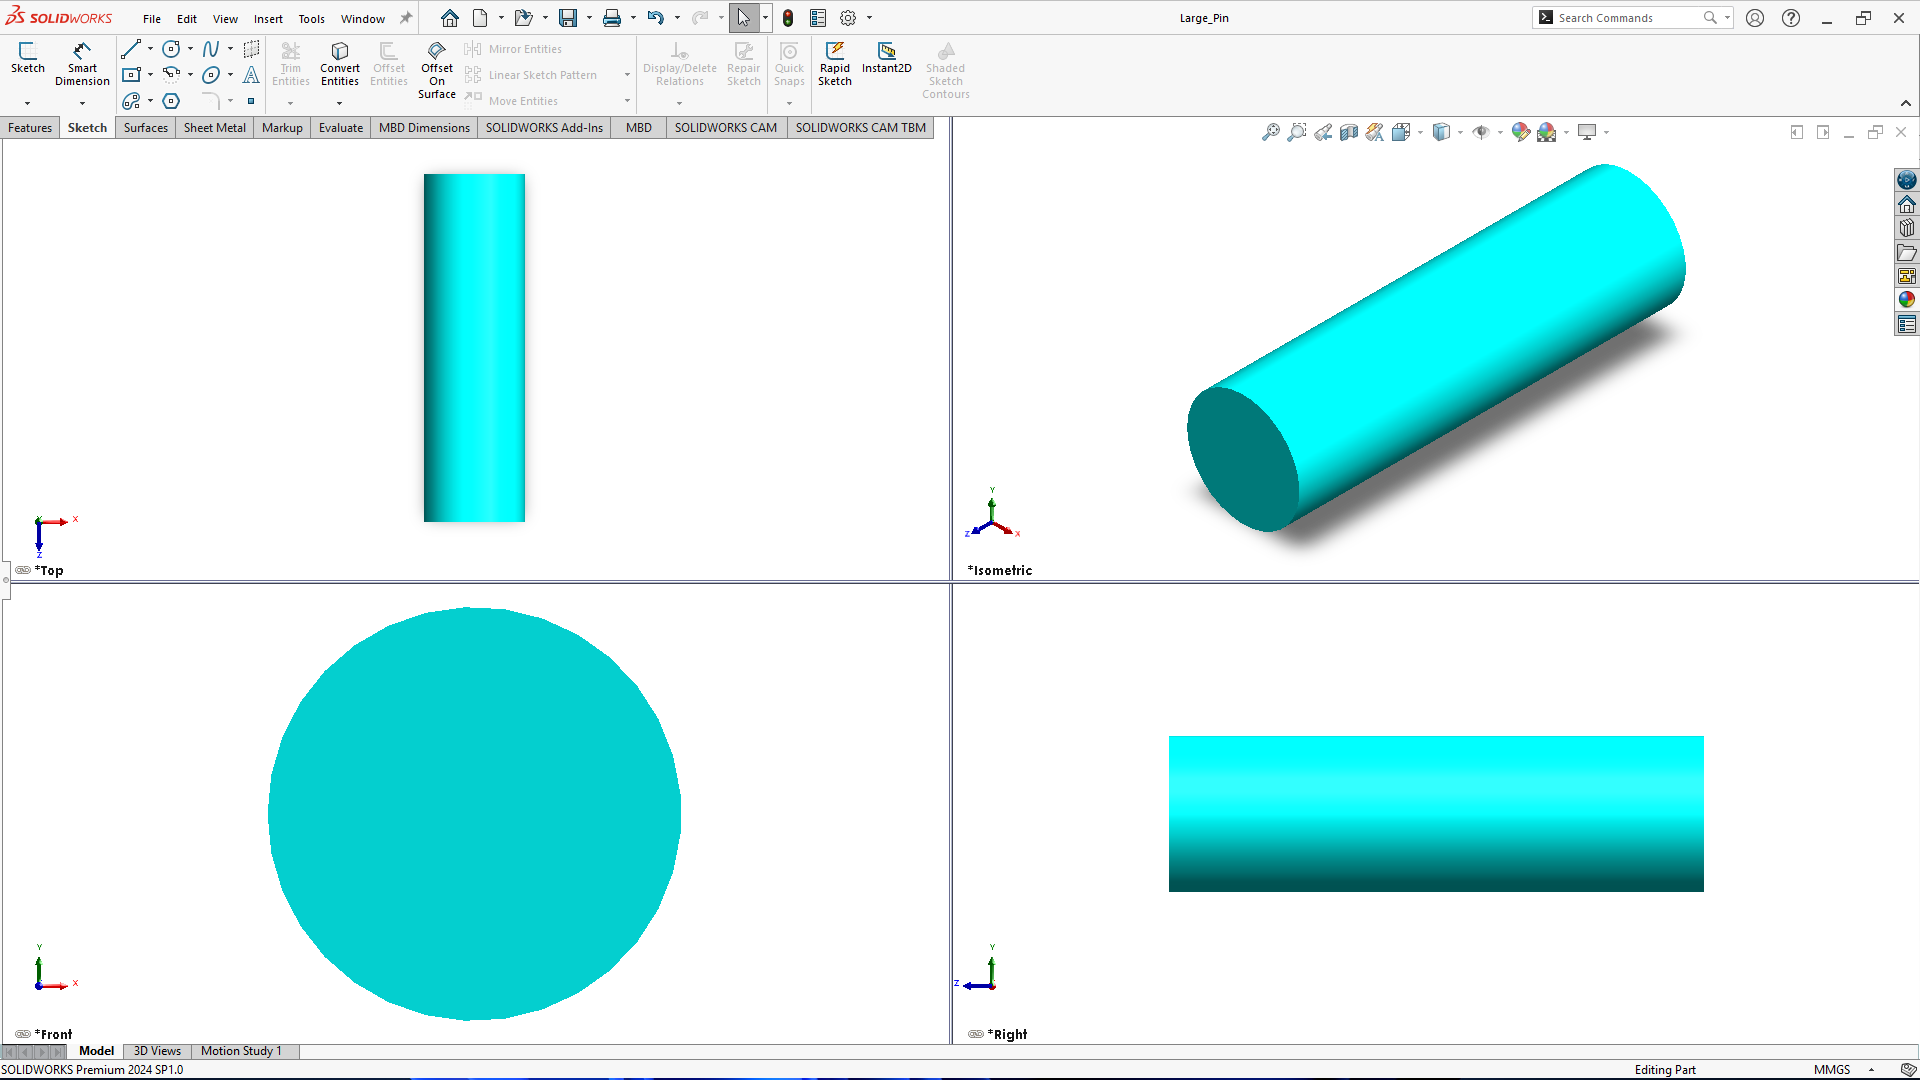 SOLIDWORKS File Edit View Insert Tools Window Large_Pin Search Commands
Sketch Smart Dimension Trim Entities Convert Entities Offset Entities Offset On Surface Mirror Entities Linear Sketch Pattern Move Entities Display/Delete Relations Repair Sketch Quick Snaps Rapid Sketch Instant2D Shaded Sketch Contours
Features Sketch Surfaces Sheet Metal Markup Evaluate MBD Dimensions SOLIDWORKS Add-Ins MBD SOLIDWORKS CAM SOLIDWORKS CAM TBM
Y X Z
*Top
Y Z X
*Isometric
Y X
*Front
Y Z
*Right
Model 3D Views Motion Study 1
SOLIDWORKS Premium 2024 SP1.0 Editing Part MMGS